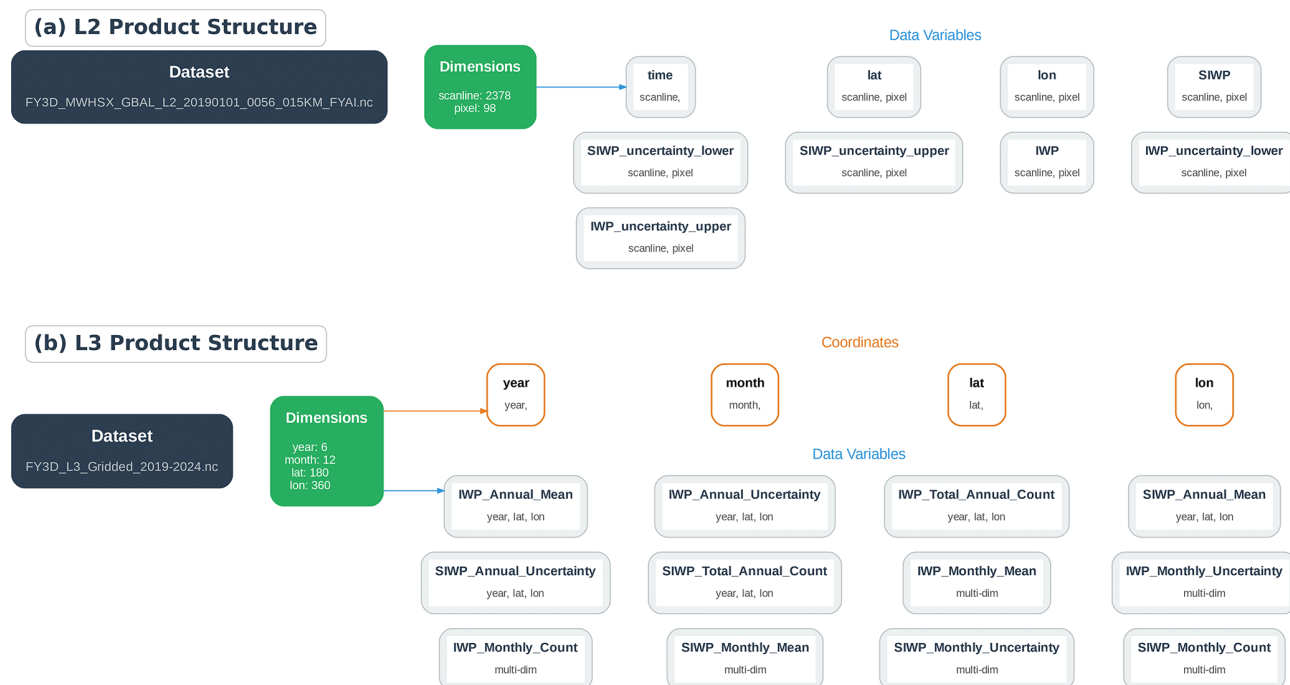 (a) L2 Product Structure
Dataset
FY3D_MWHSX_GBAL_L2_20190101_0056_015KM_FYAI.nc
Dimensions
scanline: 2378
pixel: 98
Data Variables
time
scanline,
lat
scanline, pixel
lon
scanline, pixel
SIWP
scanline, pixel
SIWP_uncertainty_lower
scanline, pixel
SIWP_uncertainty_upper
scanline, pixel
IWP
scanline, pixel
IWP_uncertainty_lower
scanline, pixel
IWP_uncertainty_upper
scanline, pixel
(b) L3 Product Structure
Dataset
FY3D_L3_Gridded_2019-2024.nc
Dimensions
year: 6
month: 12
lat: 180
lon: 360
Coordinates
year
year,
month
month,
lat
lat,
lon
lon,
Data Variables
IWP_Annual_Mean
year, lat, lon
IWP_Annual_Uncertainty
year, lat, lon
IWP_Total_Annual_Count
year, lat, lon
SIWP_Annual_Mean
year, lat, lon
SIWP_Annual_Uncertainty
year, lat, lon
SIWP_Total_Annual_Count
year, lat, lon
IWP_Monthly_Mean
multi-dim
IWP_Monthly_Uncertainty
multi-dim
IWP_Monthly_Count
multi-dim
SIWP_Monthly_Mean
multi-dim
SIWP_Monthly_Uncertainty
multi-dim
SIWP_Monthly_Count
multi-dim